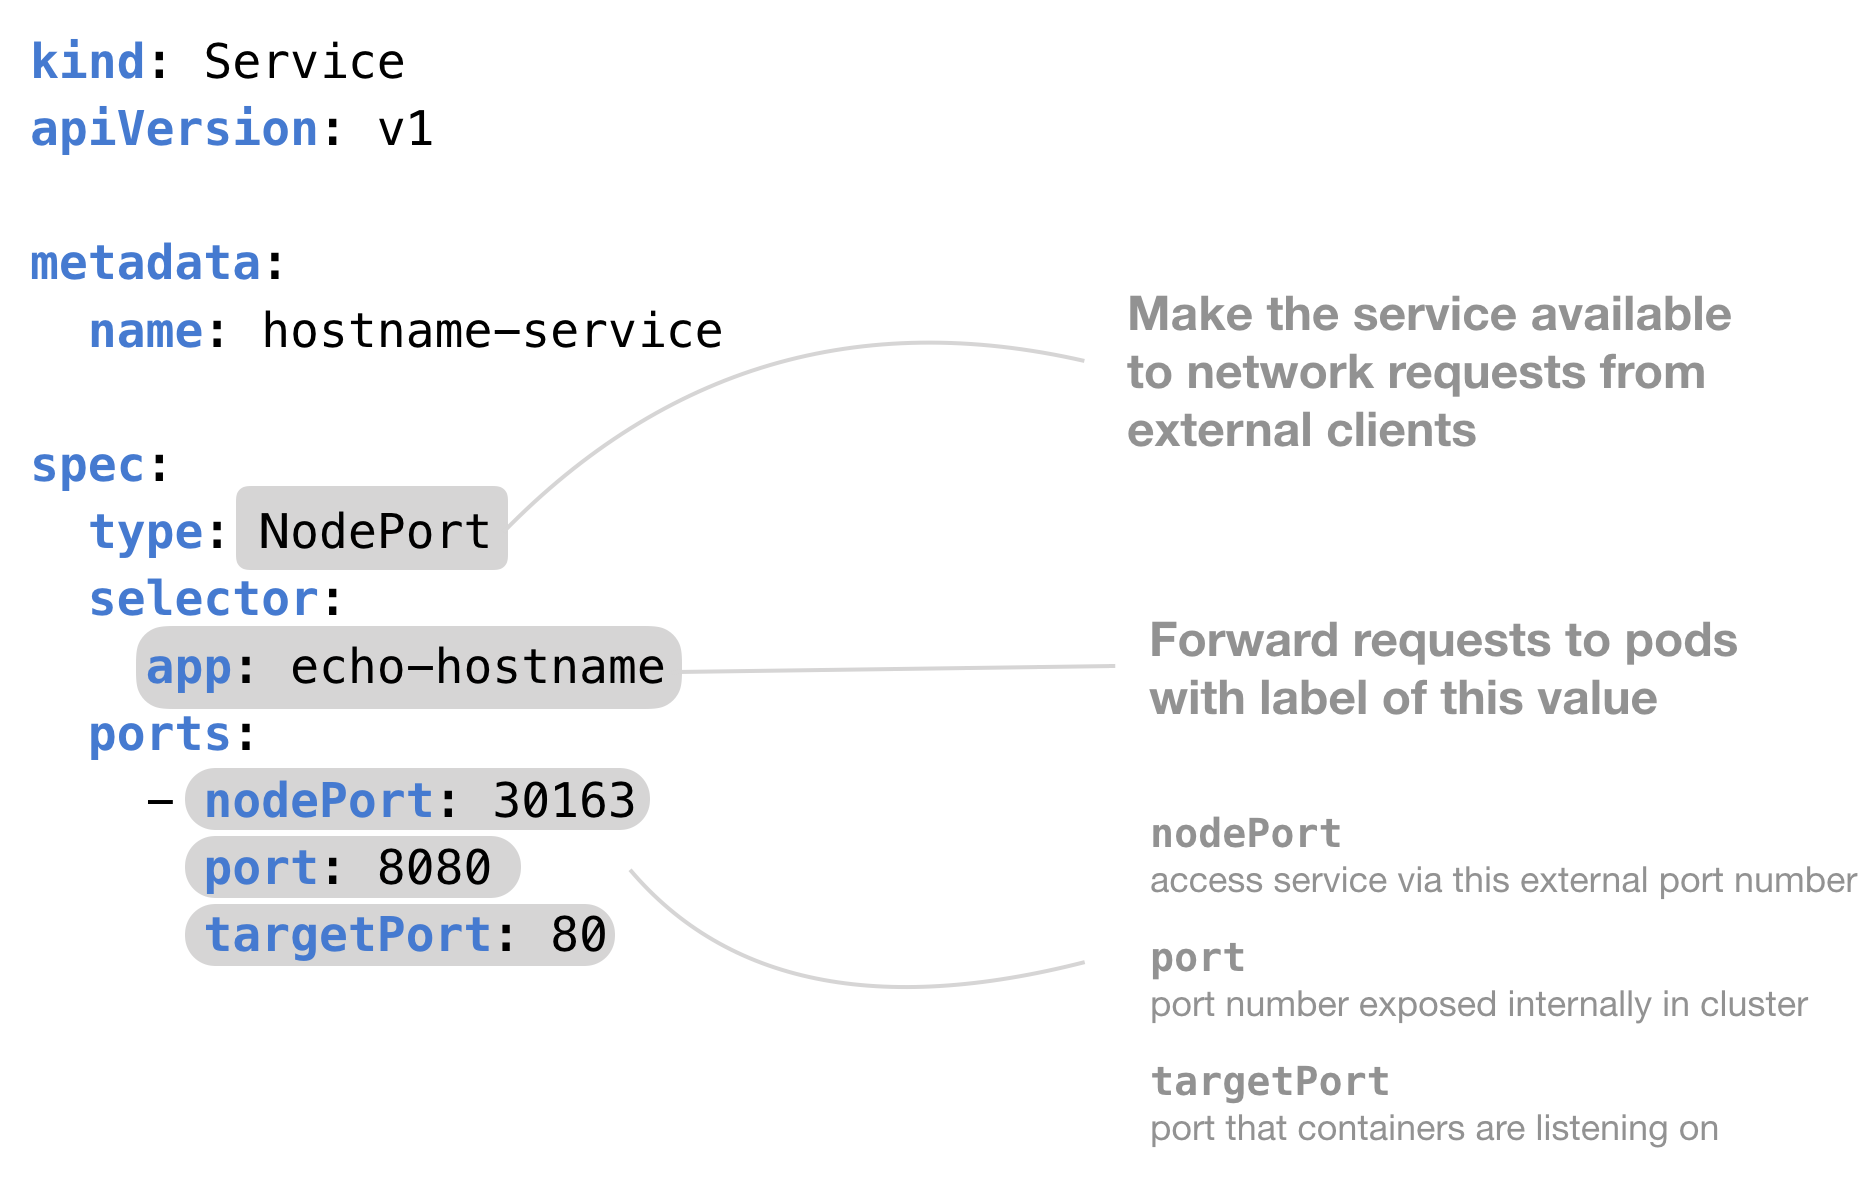 kind: Service
apiVersion: v1
metadata:
name: hostname-service
spec:
type: NodePort
selector:
app: echo-hostname
ports:
- nodePort: 30163
port: 8080
targetPort: 80
Make the service available
to network requests from
external clients
Forward requests to pods
with label of this value
nodePort
access service via this external port number
port
port number exposed internally in cluster
targetPort
port that containers are listening on